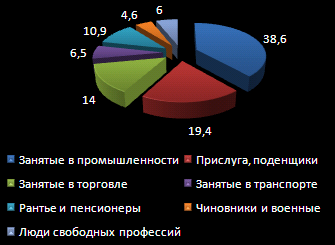 4,6
6
10,9
38,6
6,5
14
19,4
Занятые в промышленности
Прислуга, поденщики
Занятые в торговле
Занятые в транспорте
Рантье и пенсионеры
Чиновники и военные
Люди свободных профессий